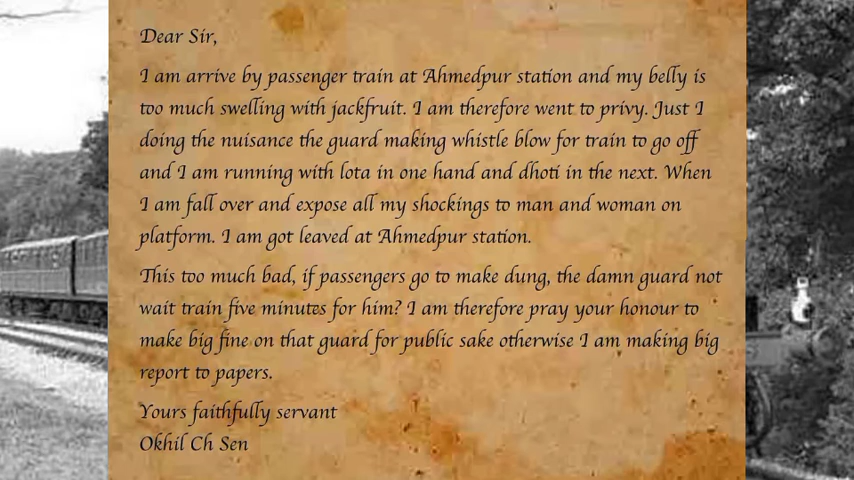 Dear Sir,
I am arrive by passenger train at Ahmedpur station and my belly is
too much swelling with jackfruit. I am therefore went to privy. Just I
doing the nuisance the guard making whistle blow for train to go off
and I am running with lota in one hand and dhoti in the next. When
I am fall over and expose all my shockings to man and woman on
platform. I am got leaved at Ahmedpur station.
This too much bad, if passengers go to make dung, the damn guard not
wait train five minutes for him? I am therefore pray your honour to
make big fine on that guard for public sake otherwise I am making big
report to papers.
Yours faithfully servant
Okhil Ch Sen